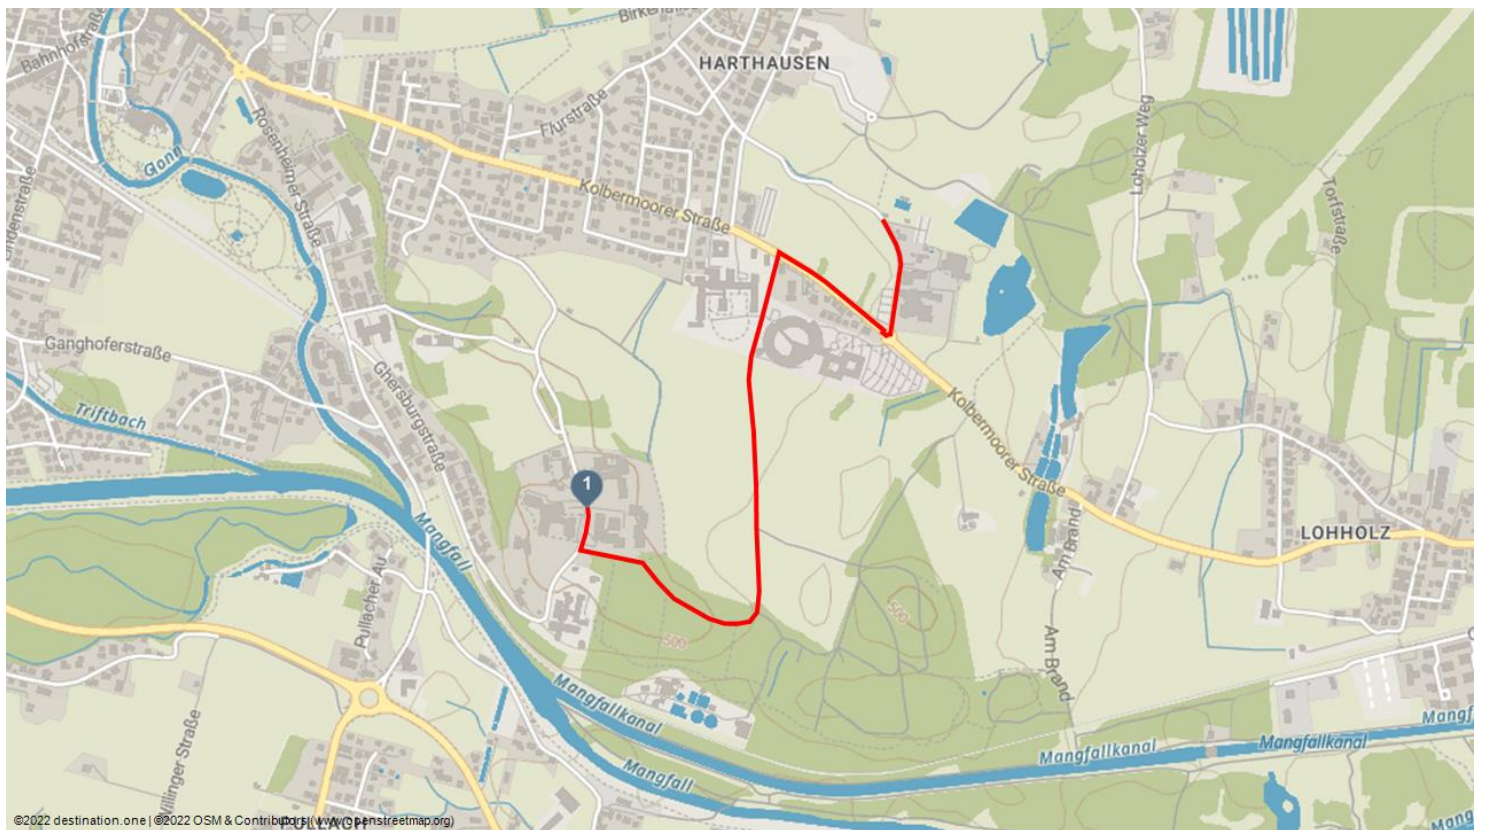 Bahnhofstraße
HARTHAUSEN
Flurstraße
Glonn
Rosenheimer Straße
Kolbermoorer Straße
Loholzer Weg
Torfstraße
Ganghoferstraße
Triftbach
Ghersburgstraße
Kolbermoorer Straße
1
Mangfall
LOHHOLZ
Am Brand
Pullacher Au
500
500
Am Brand
Mangfallkanal
Mangfallkanal
Mangfallkanal
Mangfall
Willinger Straße
PULLACH
©2022 destination.one | ©2022 OSM & Contributors (www.openstreetmap.org)